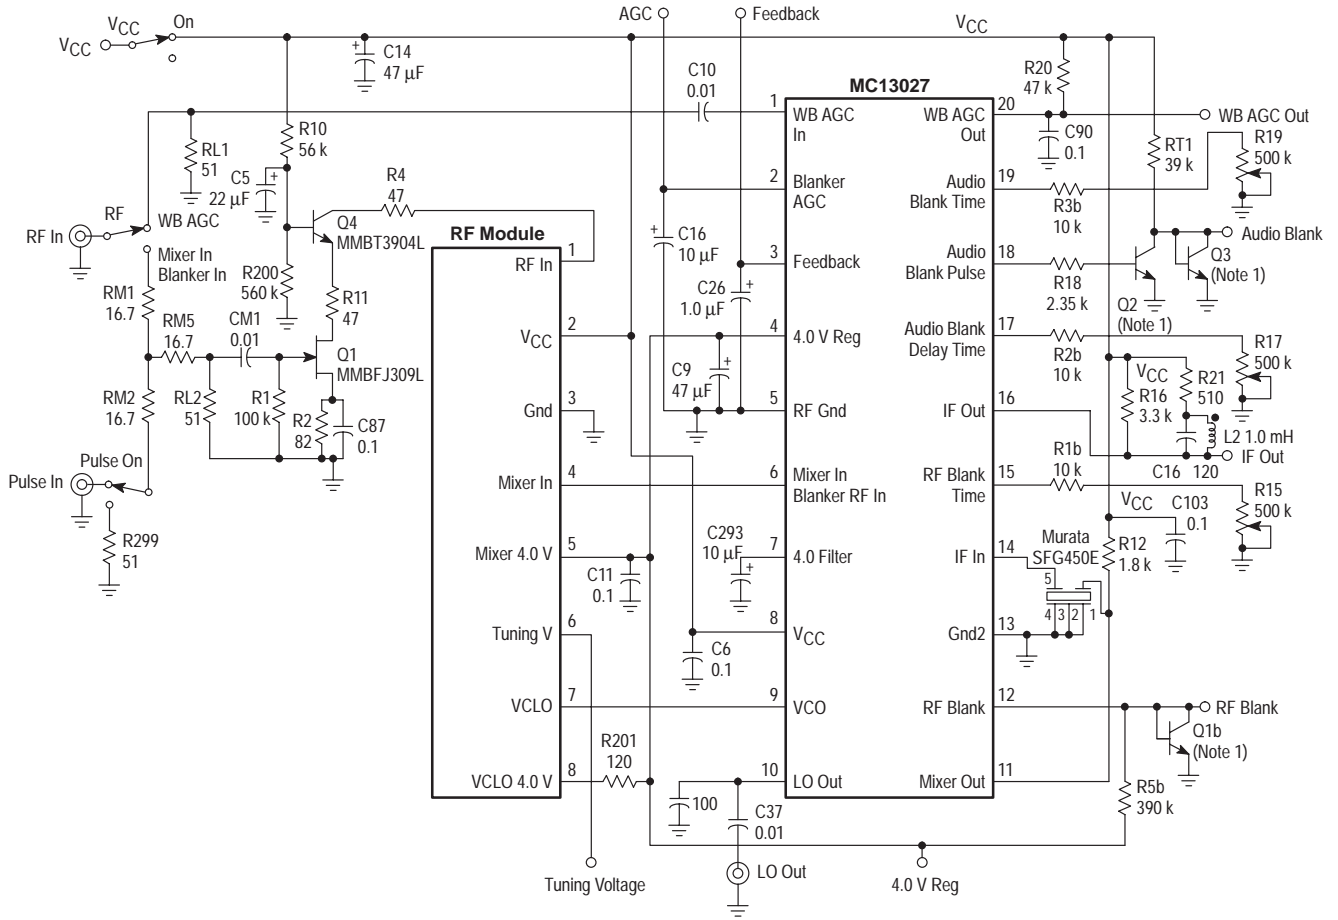 AGC
Feedback
VCC
VCC
On
VCC
C14
47 µF
C10
0.01
MC13027
R20
47 k
R10
56 k
RL1
51
C5
22 µF
R4
47
Q4
MMBT3904L
RF In
RF
WB AGC
Mixer In
Blanker In
RM1
16.7
RM5
16.7
CM1
0.01
R200
560 k
R11
47
Q1
MMBFJ309L
RM2
16.7
RL2
51
R1
100 k
R2
82
C87
0.1
Pulse On
Pulse In
R299
51
RF Module
RF In
1
VCC
2
Gnd
3
Mixer In
4
Mixer 4.0 V
5
Tuning V
6
VCLO
7
VCLO 4.0 V
8
C16
10 µF
C26
1.0 µF
C9
47 µF
C293
10 µF
C11
0.1
C6
0.1
R201
120
100
C37
0.01
LO Out
Tuning Voltage
4.0 V Reg
1
WB AGC
In
2
Blanker
AGC
3
Feedback
4
4.0 V Reg
5
RF Gnd
6
Mixer In
Blanker RF In
7
4.0 Filter
8
VCC
9
VCO
10
LO Out
20
WB AGC
Out
19
Audio
Blank Time
18
Audio
Blank Pulse
17
Audio Blank
Delay Time
16
IF Out
15
RF Blank
Time
14
IF In
13
Gnd2
12
RF Blank
11
Mixer Out
C90
0.1
WB AGC Out
RT1
39 k
R19
500 k
R3b
10 k
Audio Blank
R18
2.35 k
Q2
(Note 1)
Q3
(Note 1)
R2b
10 k
R17
500 k
VCC
R16
3.3 k
R21
510
L2 1.0 mH
C16
120
IF Out
R1b
10 k
R15
500 k
VCC
C103
0.1
Murata
SFG450E
5
4
3
2
1
R12
1.8 k
RF Blank
Q1b
(Note 1)
R5b
390 k